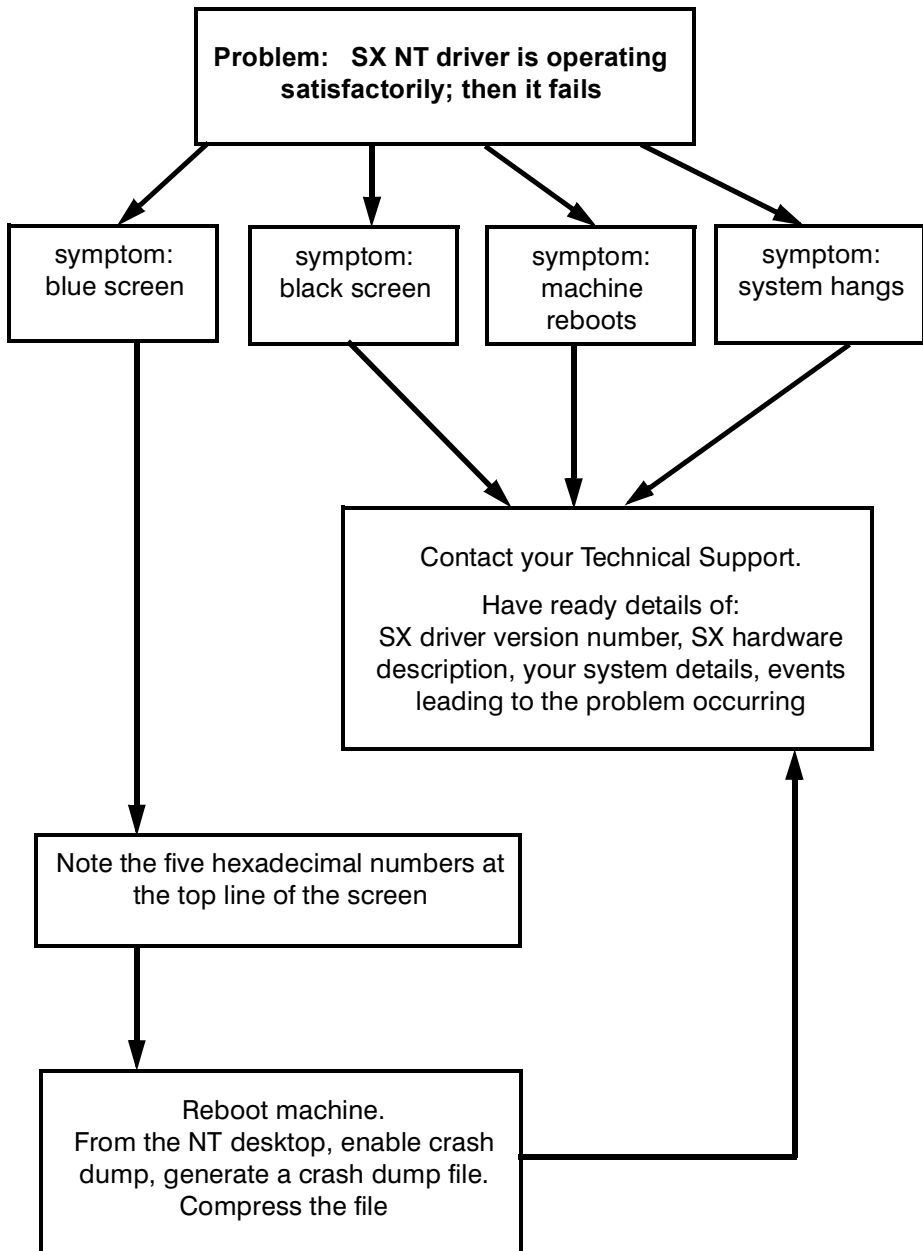 Problem: SX NT driver is operating
satisfactorily; then it fails
symptom:
blue screen
symptom:
black screen
symptom:
machine
reboots
symptom:
system hangs
Contact your Technical Support.
Have ready details of:
SX driver version number, SX hardware
description, your system details, events
leading to the problem occurring
Note the five hexadecimal numbers at
the top line of the screen
Reboot machine.
From the NT desktop, enable crash
dump, generate a crash dump file.
Compress the file